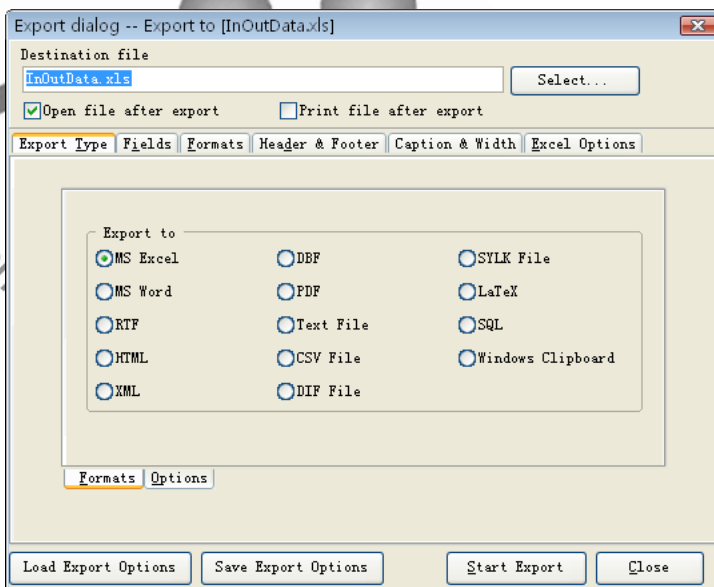 Export dialog -- Export to [InOutData.xls]
Destination file
InOutData.xls
Select...
Open file after export
Print file after export
Export Type
Fields
Formats
Header & Footer
Caption & Width
Excel Options
Export to
MS Excel
DBF
SYLK File
MS Word
PDF
LaTeX
RTF
Text File
SQL
HTML
CSV File
Windows Clipboard
XML
DIF File
Formats
Options
Load Export Options
Save Export Options
Start Export
Close